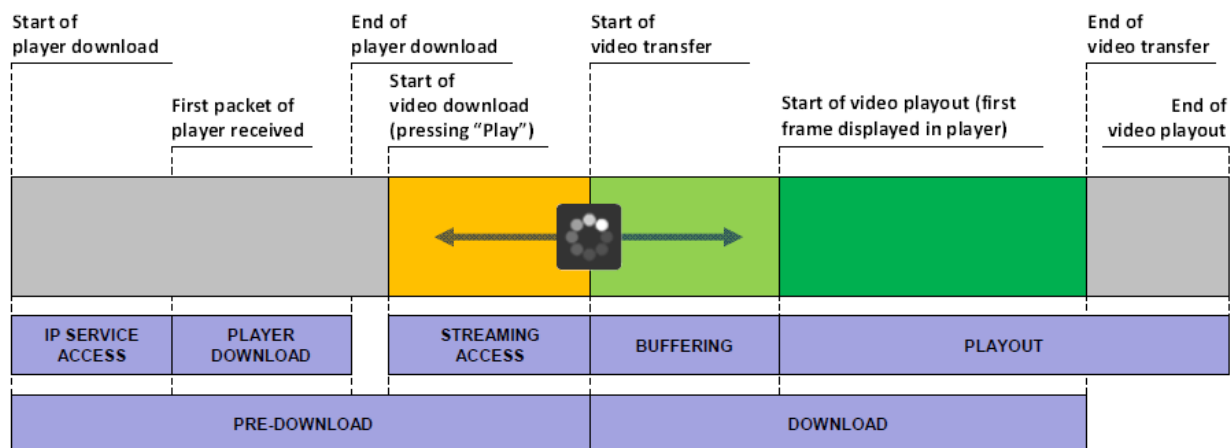 Start of
player download
End of
player download
Start of
video transfer
End of
video transfer
First packet of
player received
Start of
video download
(pressing “Play”)
Start of video playout (first
frame displayed in player)
End of
video playout
IP SERVICE
ACCESS
PLAYER
DOWNLOAD
STREAMING
ACCESS
BUFFERING
PLAYOUT
PRE-DOWNLOAD
DOWNLOAD